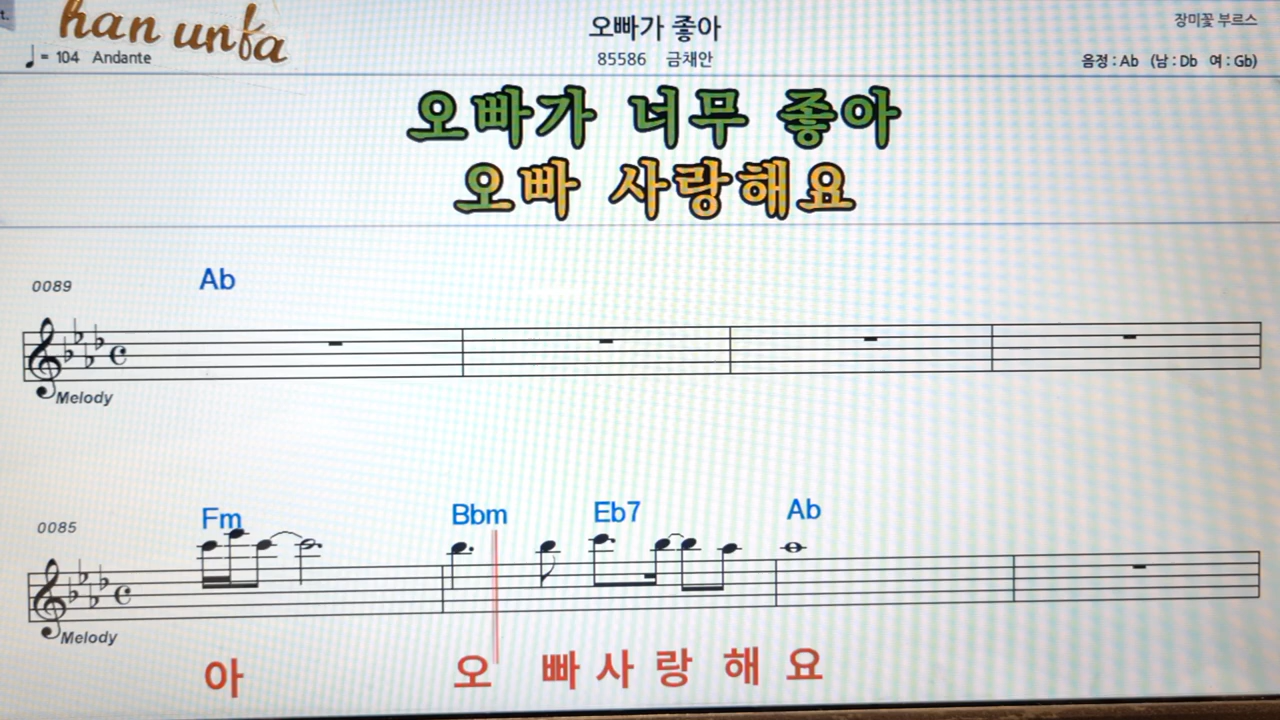 t.
han unfa
오빠가 좋아
장미꽃 부르스
♩= 104 Andante
85586 금채안
음정 : Ab (남 : Db 여 : Gb)
오빠가 너무 좋아
오빠 사랑해요
0089
Ab
Melody
0085
Fm Bbm Eb7 Ab
Melody
아 오 빠 사 랑 해 요